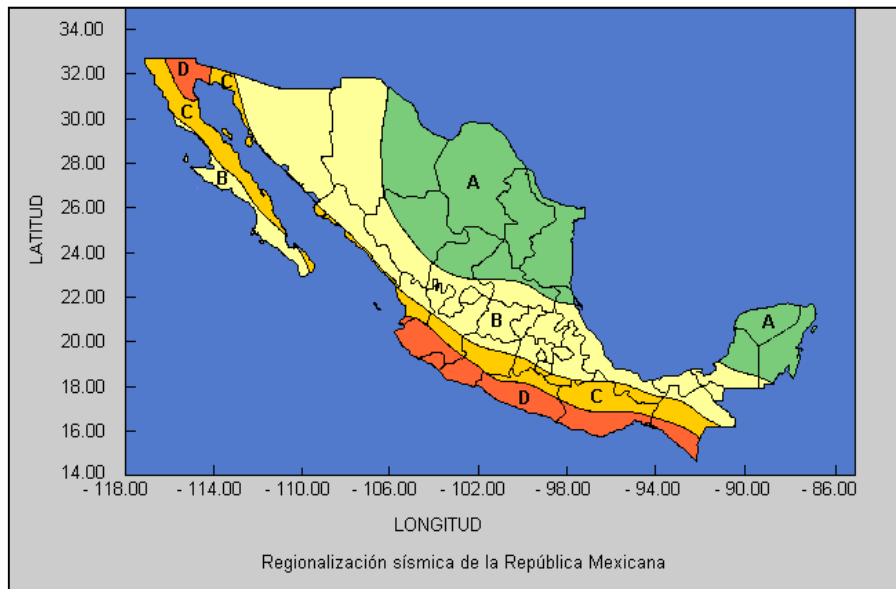 34.00
32.00
30.00
28.00
26.00
24.00
22.00
20.00
18.00
16.00
14.00
LATITUD
D
C
C
B
A
B
A
C
D
- 118.00 - 114.00 - 110.00 - 106.00 - 102.00 - 98.00 - 94.00 - 90.00 - 86.00
LONGITUD
Regionalización sísmica de la República Mexicana